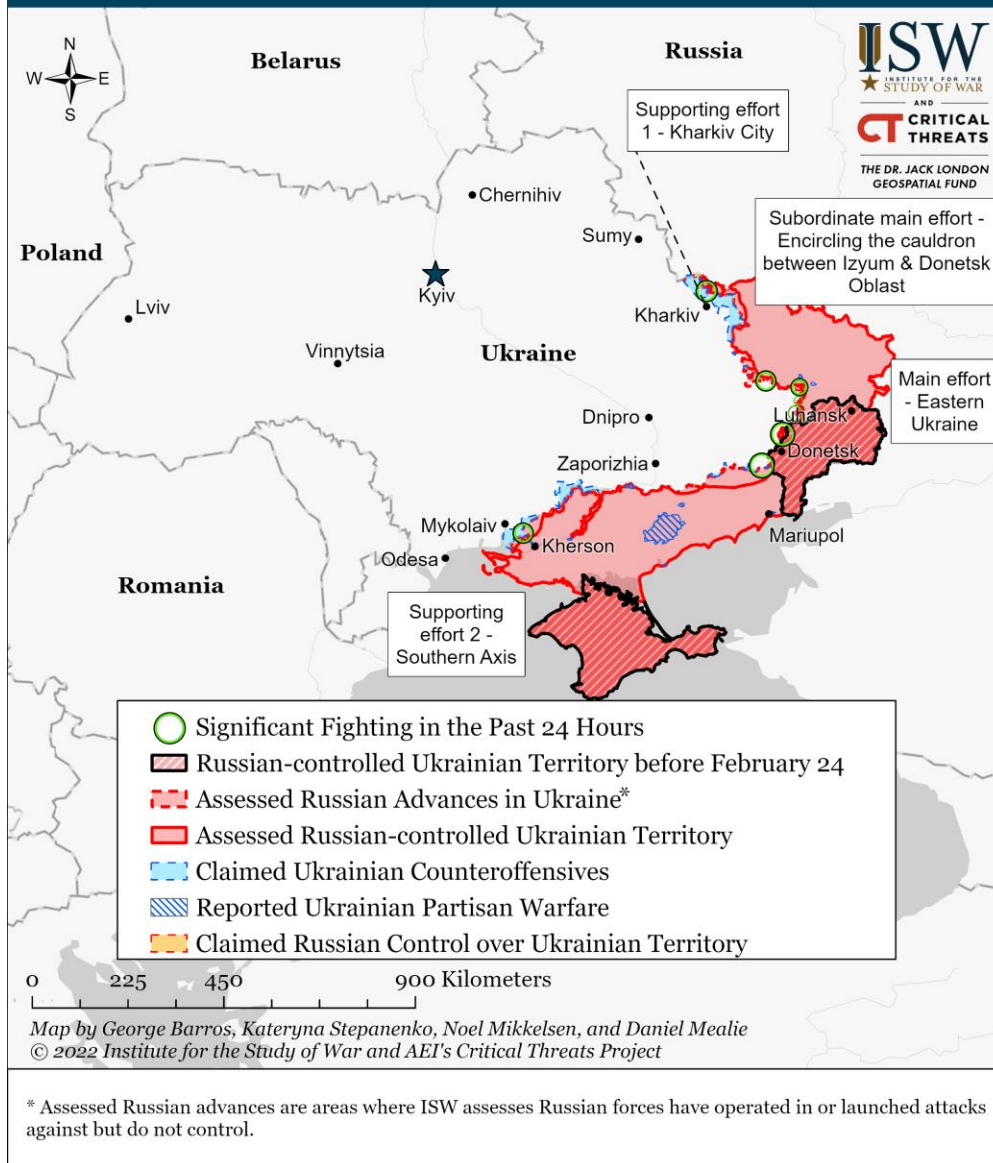 N
W
E
S
Belarus
Russia
ISW
INSTITUTE FOR THE
STUDY OF WAR
AND
CT CRITICAL
THREATS
THE DR. JACK LONDON
GEOSPATIAL FUND
Supporting effort
1 - Kharkiv City
Chernihiv
Subordinate main effort -
Encircling the cauldron
between Izyum & Donetsk
Oblast
Sumy
Poland
Kyiv
Lviv
Kharkiv
Vinnytsia
Ukraine
Main effort
- Eastern
Ukraine
Dnipro
Luhansk
Donetsk
Zaporizhia
Mykolaiv
Mariupol
Kherson
Odesa
Romania
Supporting
effort 2 -
Southern Axis
Significant Fighting in the Past 24 Hours
Russian-controlled Ukrainian Territory before February 24
Assessed Russian Advances in Ukraine*
Assessed Russian-controlled Ukrainian Territory
Claimed Ukrainian Counteroffensives
Reported Ukrainian Partisan Warfare
Claimed Russian Control over Ukrainian Territory
0 225 450 900 Kilometers
Map by George Barros, Kateryna Stepanenko, Noel Mikkelsen, and Daniel Mealie
© 2022 Institute for the Study of War and AEI's Critical Threats Project
* Assessed Russian advances are areas where ISW assesses Russian forces have operated in or launched attacks
against but do not control.